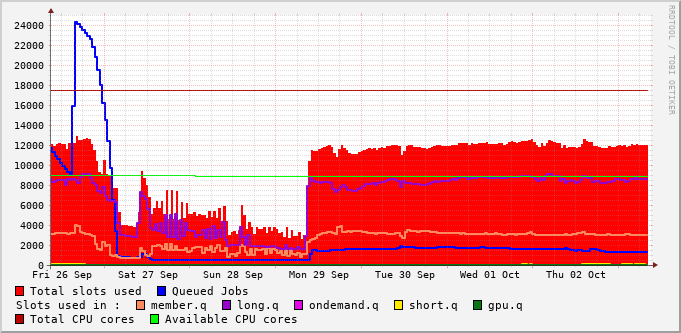 RRDTOOL / TOBI OETIKER
24000
22000
20000
18000
16000
14000
12000
10000
8000
6000
4000
2000
0
Fri 26 Sep Sat 27 Sep Sun 28 Sep Mon 29 Sep Tue 30 Sep Wed 01 Oct Thu 02 Oct
Total slots used Queued Jobs
Slots used in : member.q long.q ondemand.q short.q gpu.q
Total CPU cores Available CPU cores